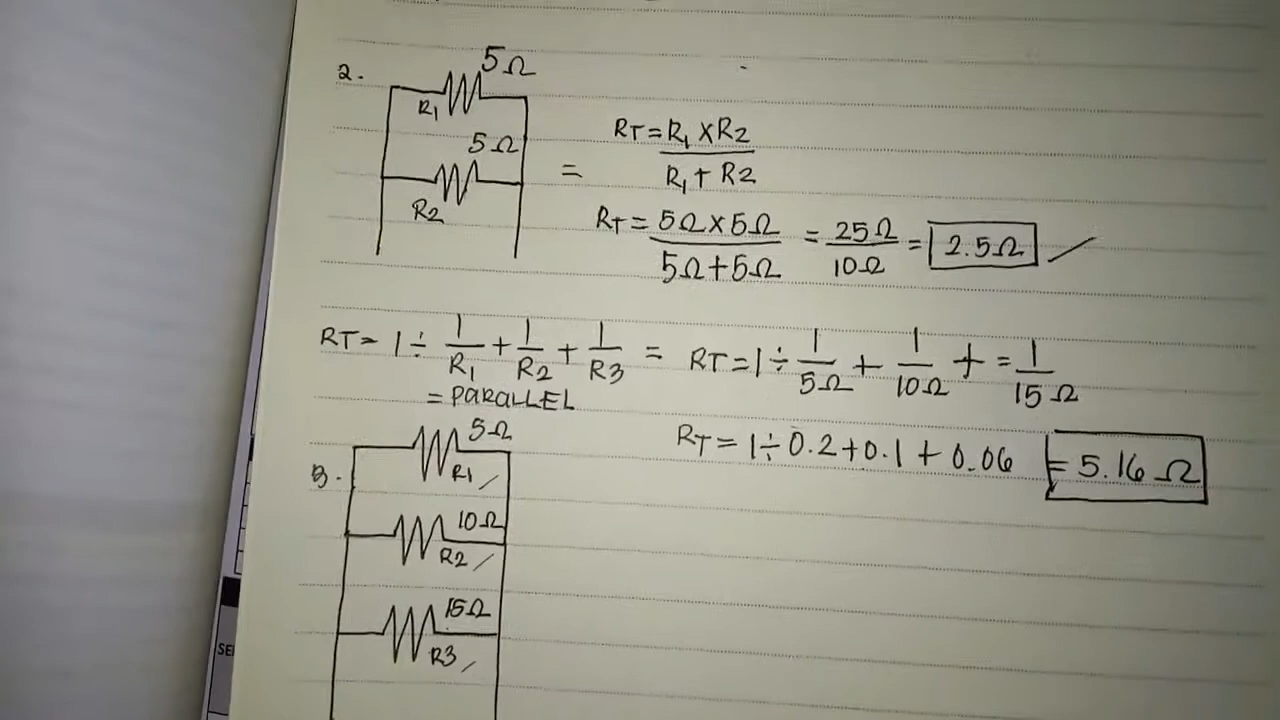 2.
5Ω
R1
5Ω
R2
=
RT = R1 x R2
R1 + R2
RT = 5Ω x 5Ω = 25Ω = 2.5Ω
5Ω + 5Ω 10Ω
RT = 1 ÷ 1/R1 + 1/R2 + 1/R3 = RT = 1 ÷ 1/5Ω + 1/10Ω + = 1/15Ω
= PARALLEL
RT = 1 ÷ 0.2 + 0.1 + 0.06 = 5.16Ω
3.
5Ω
R1
10Ω
R2
15Ω
R3
SE